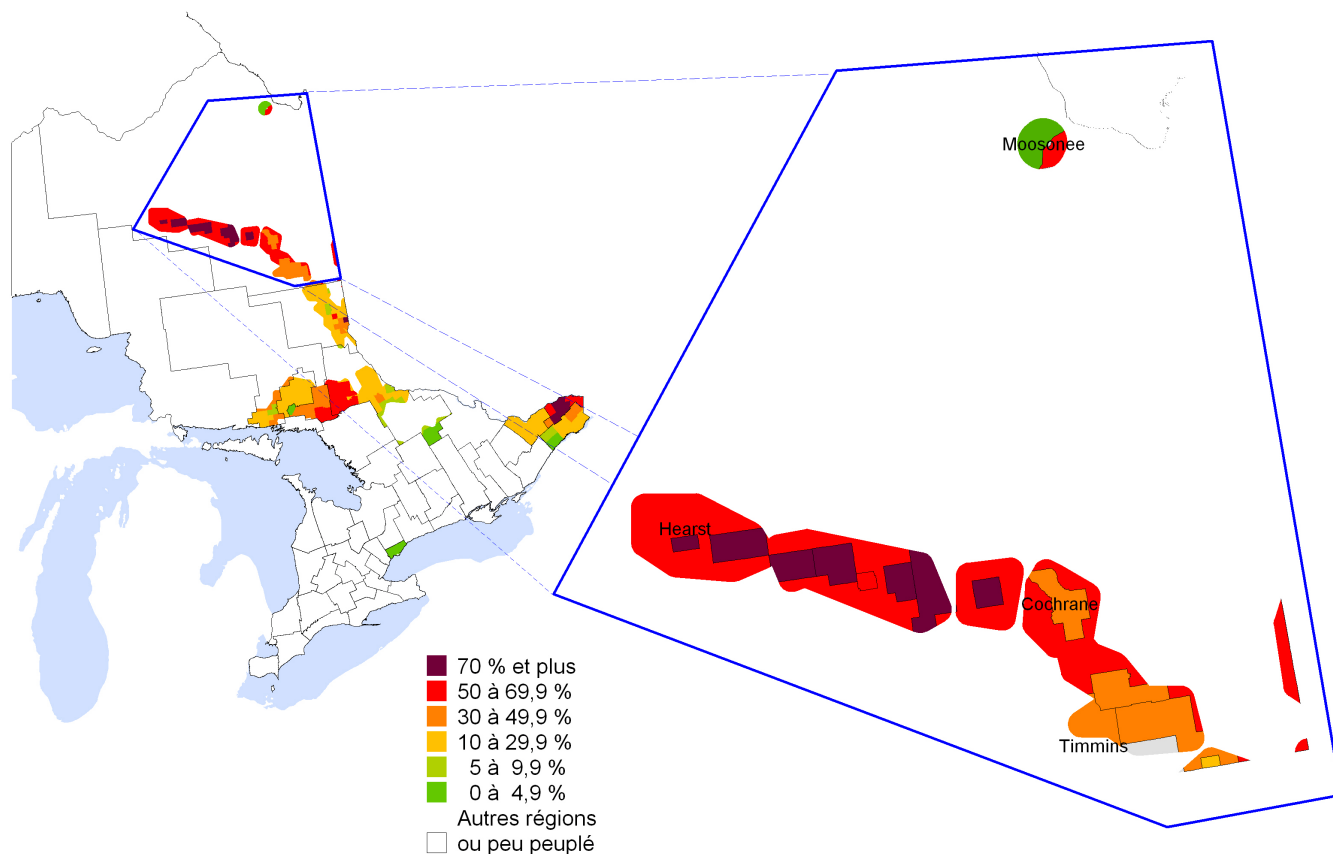 Moosonee
Hearst
Cochrane
Timmins
70 % et plus
50 à 69,9 %
30 à 49,9 %
10 à 29,9 %
5 à 9,9 %
0 à 4,9 %
Autres régions
ou peu peuplé